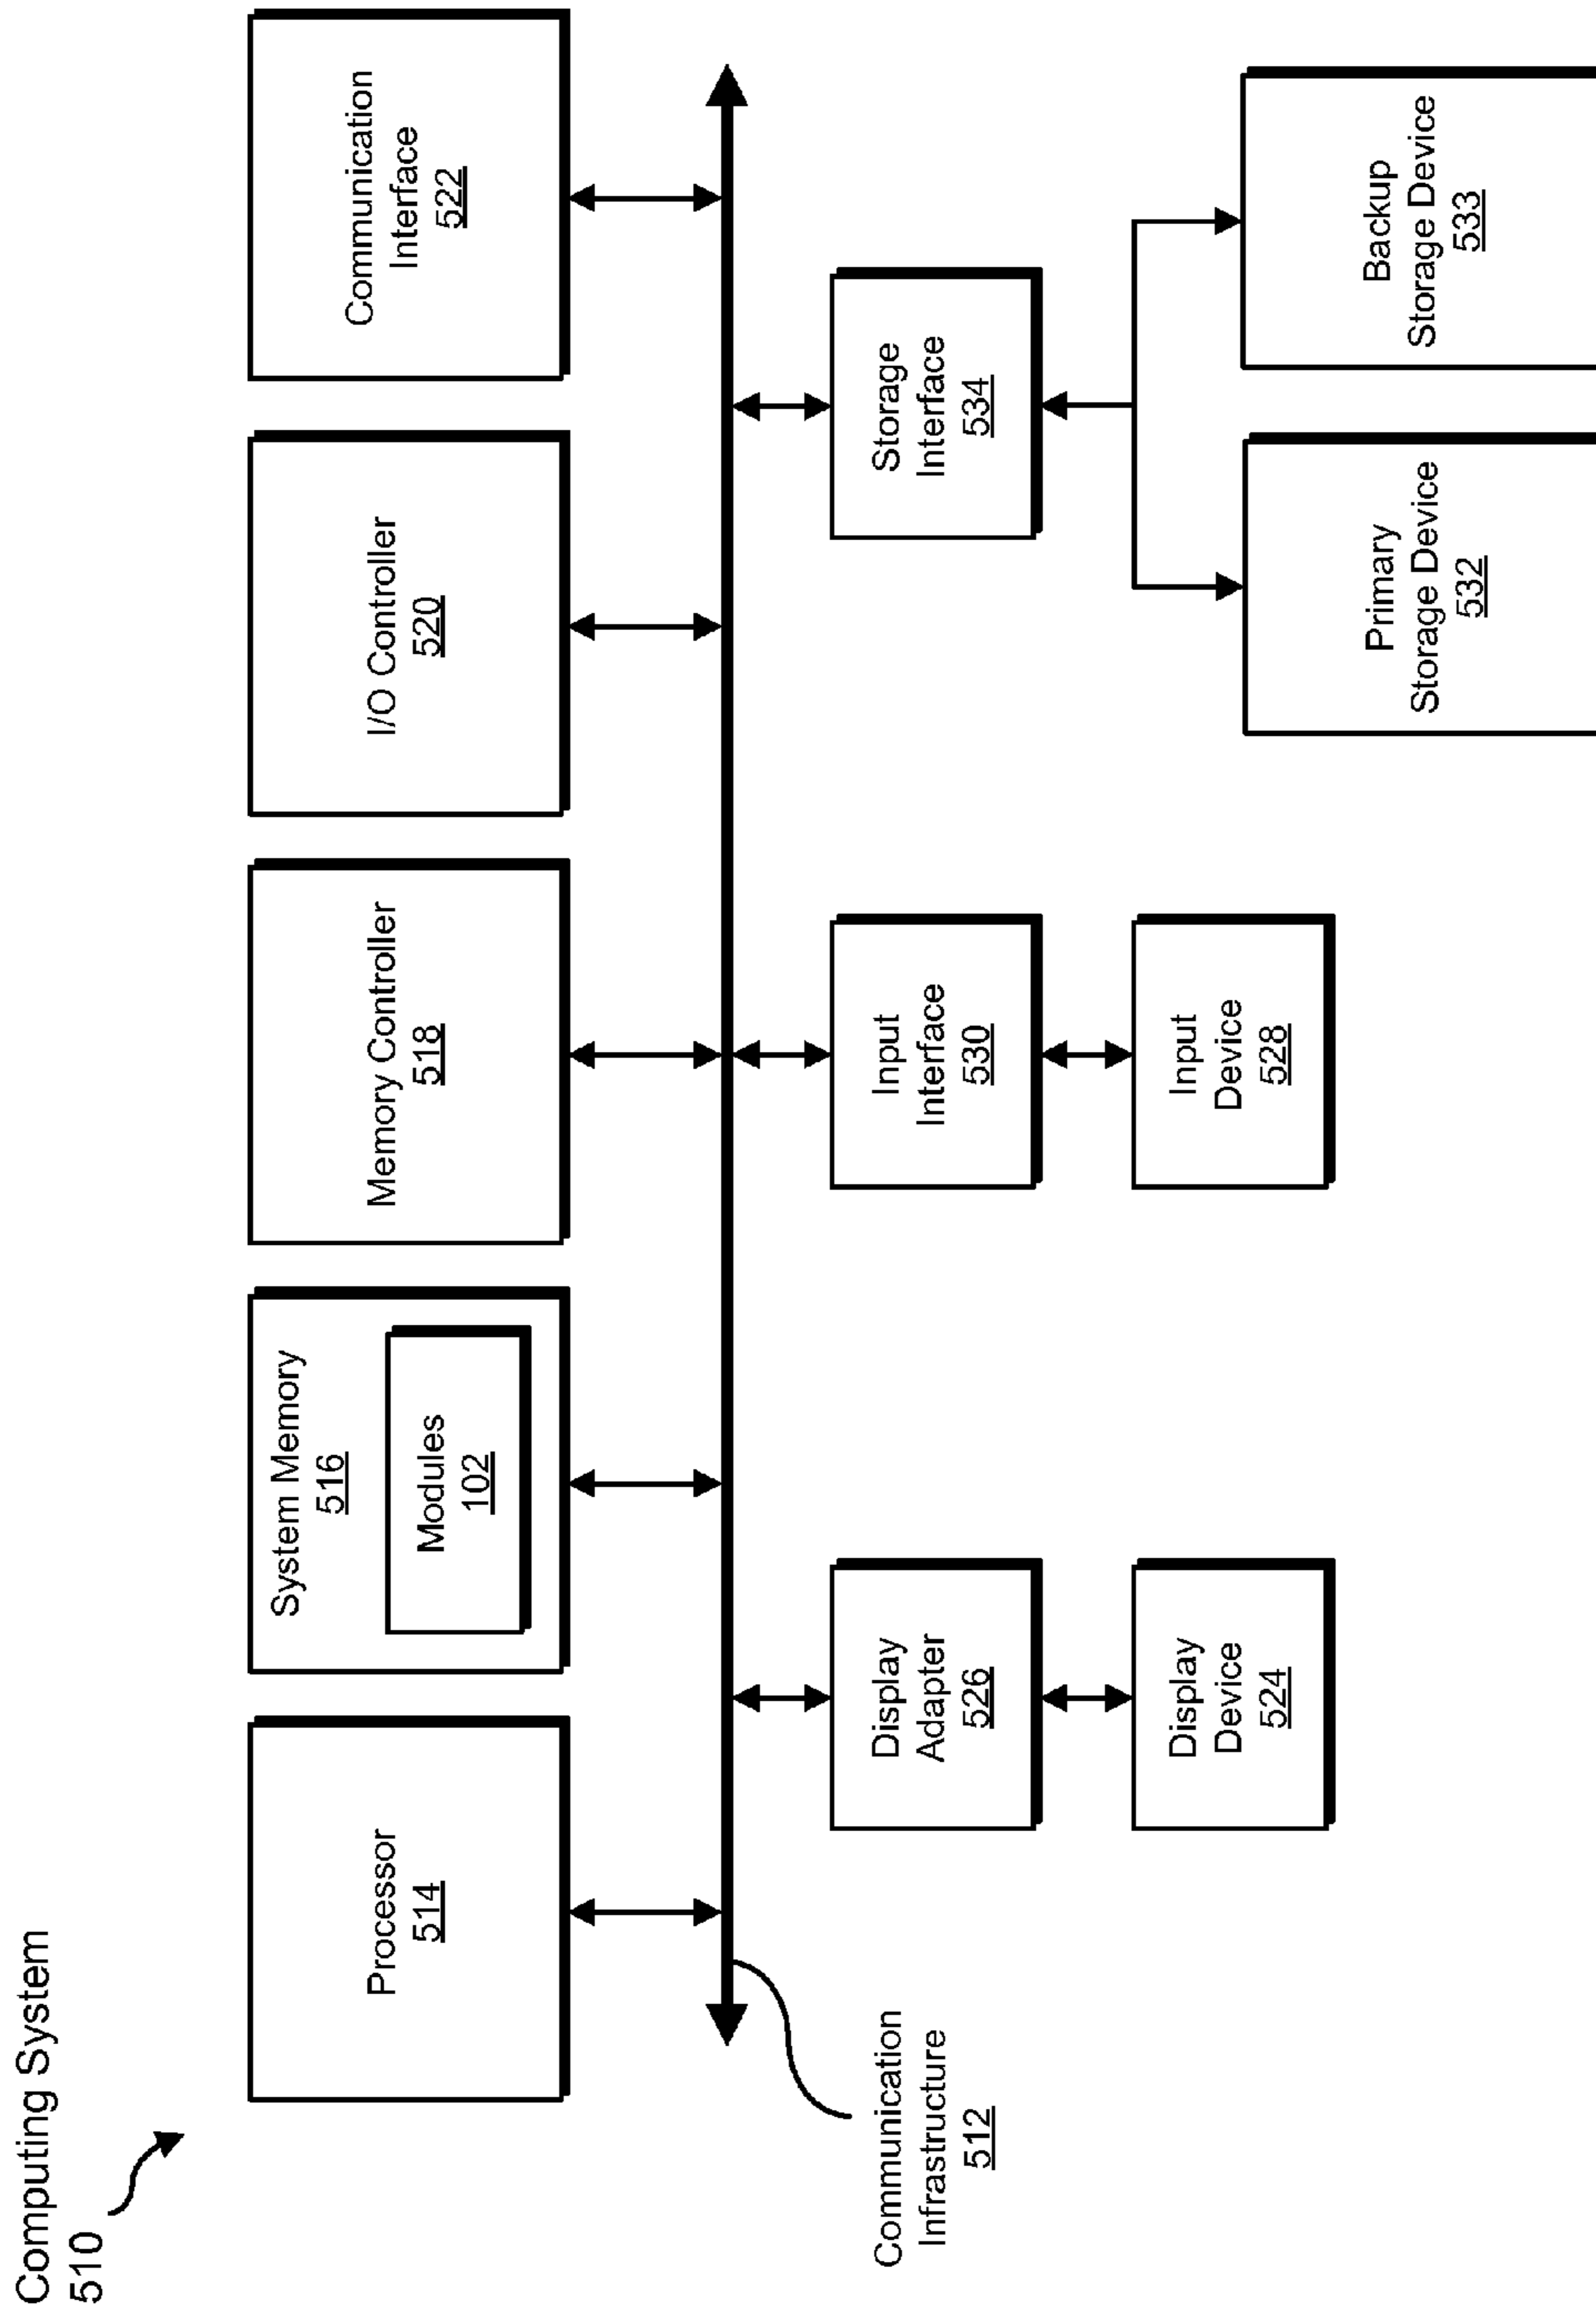 Computing System
510
Processor
514
System Memory
516
Modules
102
Memory Controller
518
I/O Controller
520
Communication
Interface
522
Communication
Infrastructure
512
Display
Adapter
526
Input
Interface
530
Storage
Interface
534
Display
Device
524
Input
Device
528
Primary
Storage Device
532
Backup
Storage Device
533